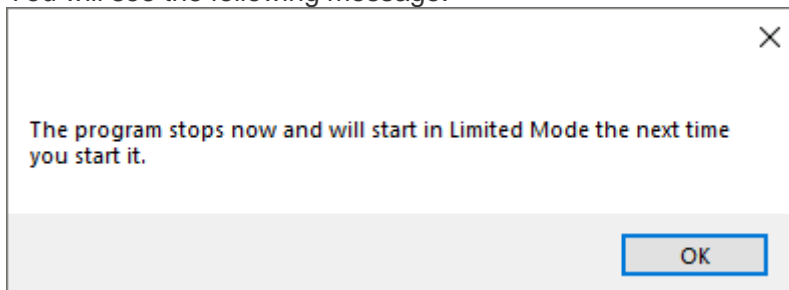 You will see the following message:
The program stops now and will start in Limited Mode the next time
you start it.
OK